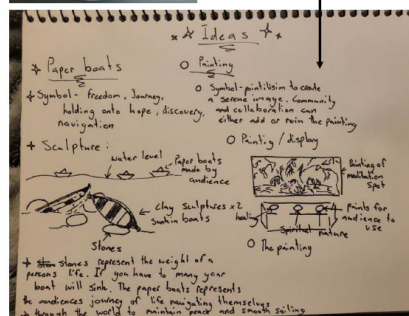 Ideas
Paper boats
Symbol - Freedom, Journey,
holding onto hope, discovery,
navigation
Sculpture:
water level
Paper boats
made by
audience
clay sculptures x2
Sunkin boats
Stones
stones represent the weight of a
persons life. If you have to many your
boat will sink. The paper boats represents
the audiences journey of life navigating themselves
through the world to maintain peace and smooth sailing
Painting
Symbol - pointilisim to create
a serene image. Community
and collaboration can
either add or ruin the painting
Painting / display
Painting of
meditation
spot
paints for
audience to
use
healing
Spiritual nature
The painting